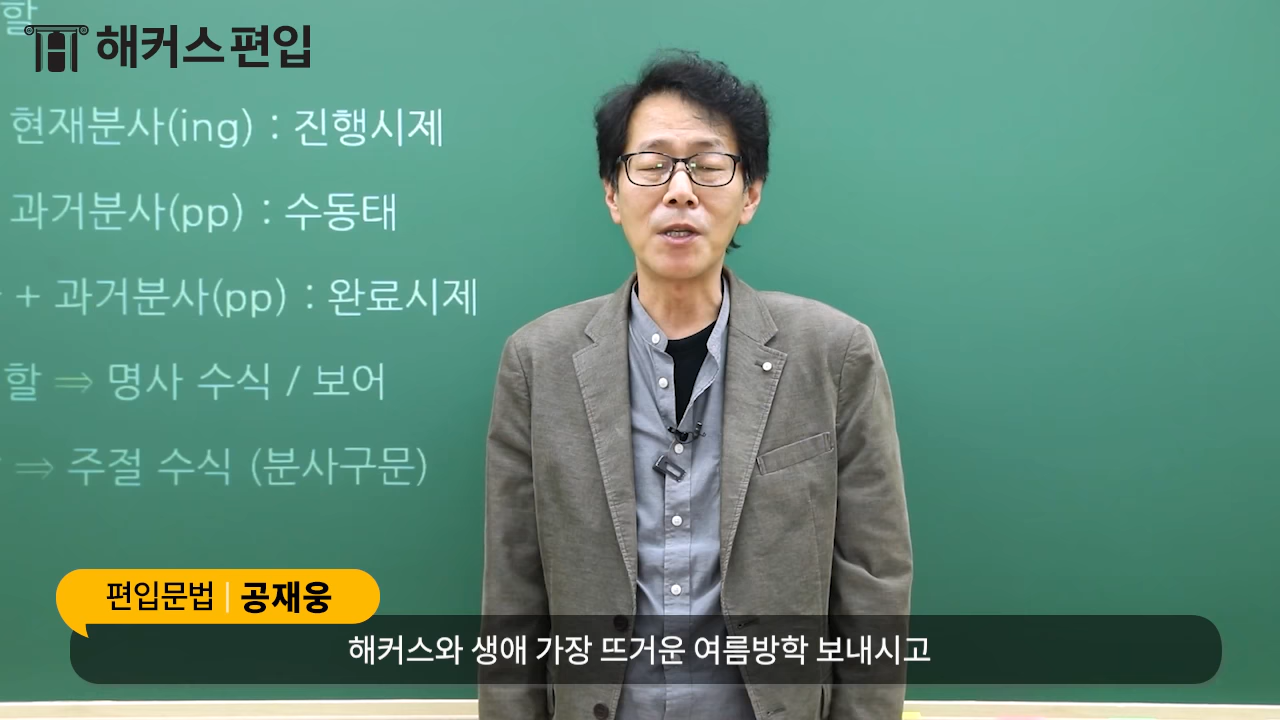 할
해커스편입
현재분사(ing) : 진행시제
과거분사(pp) : 수동태
+ 과거분사(pp) : 완료시제
할 ⇒ 명사 수식 / 보어
⇒ 주절 수식 (분사구문)
편입문법 | 공재웅
해커스와 생애 가장 뜨거운 여름방학 보내시고